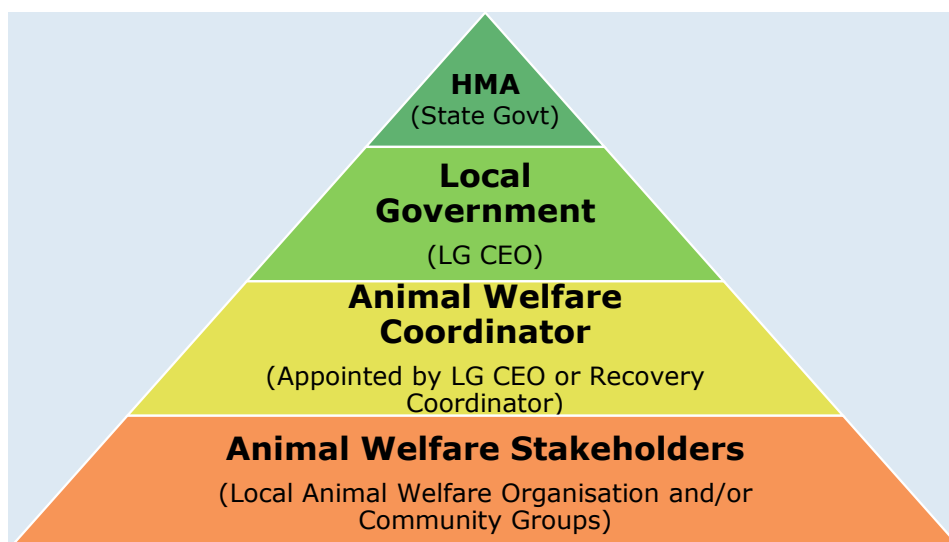 HMA
(State Govt)
Local
Government
(LG CEO)
Animal Welfare
Coordinator
(Appointed by LG CEO or Recovery
Coordinator)
Animal Welfare Stakeholders
(Local Animal Welfare Organisation and/or
Community Groups)